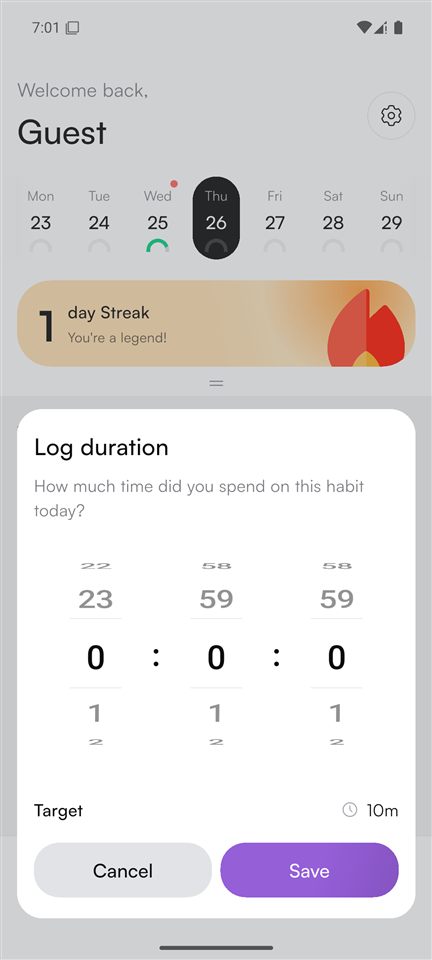 7:01
Welcome back,
Guest
Mon Tue Wed Thu Fri Sat Sun
23 24 25 26 27 28 29
1 day Streak
You're a legend!
Log duration
How much time did you spend on this habit
today?
22 58 58
23 59 59
0 : 0 : 0
1 1 1
2 2 2
Target 10m
Cancel Save